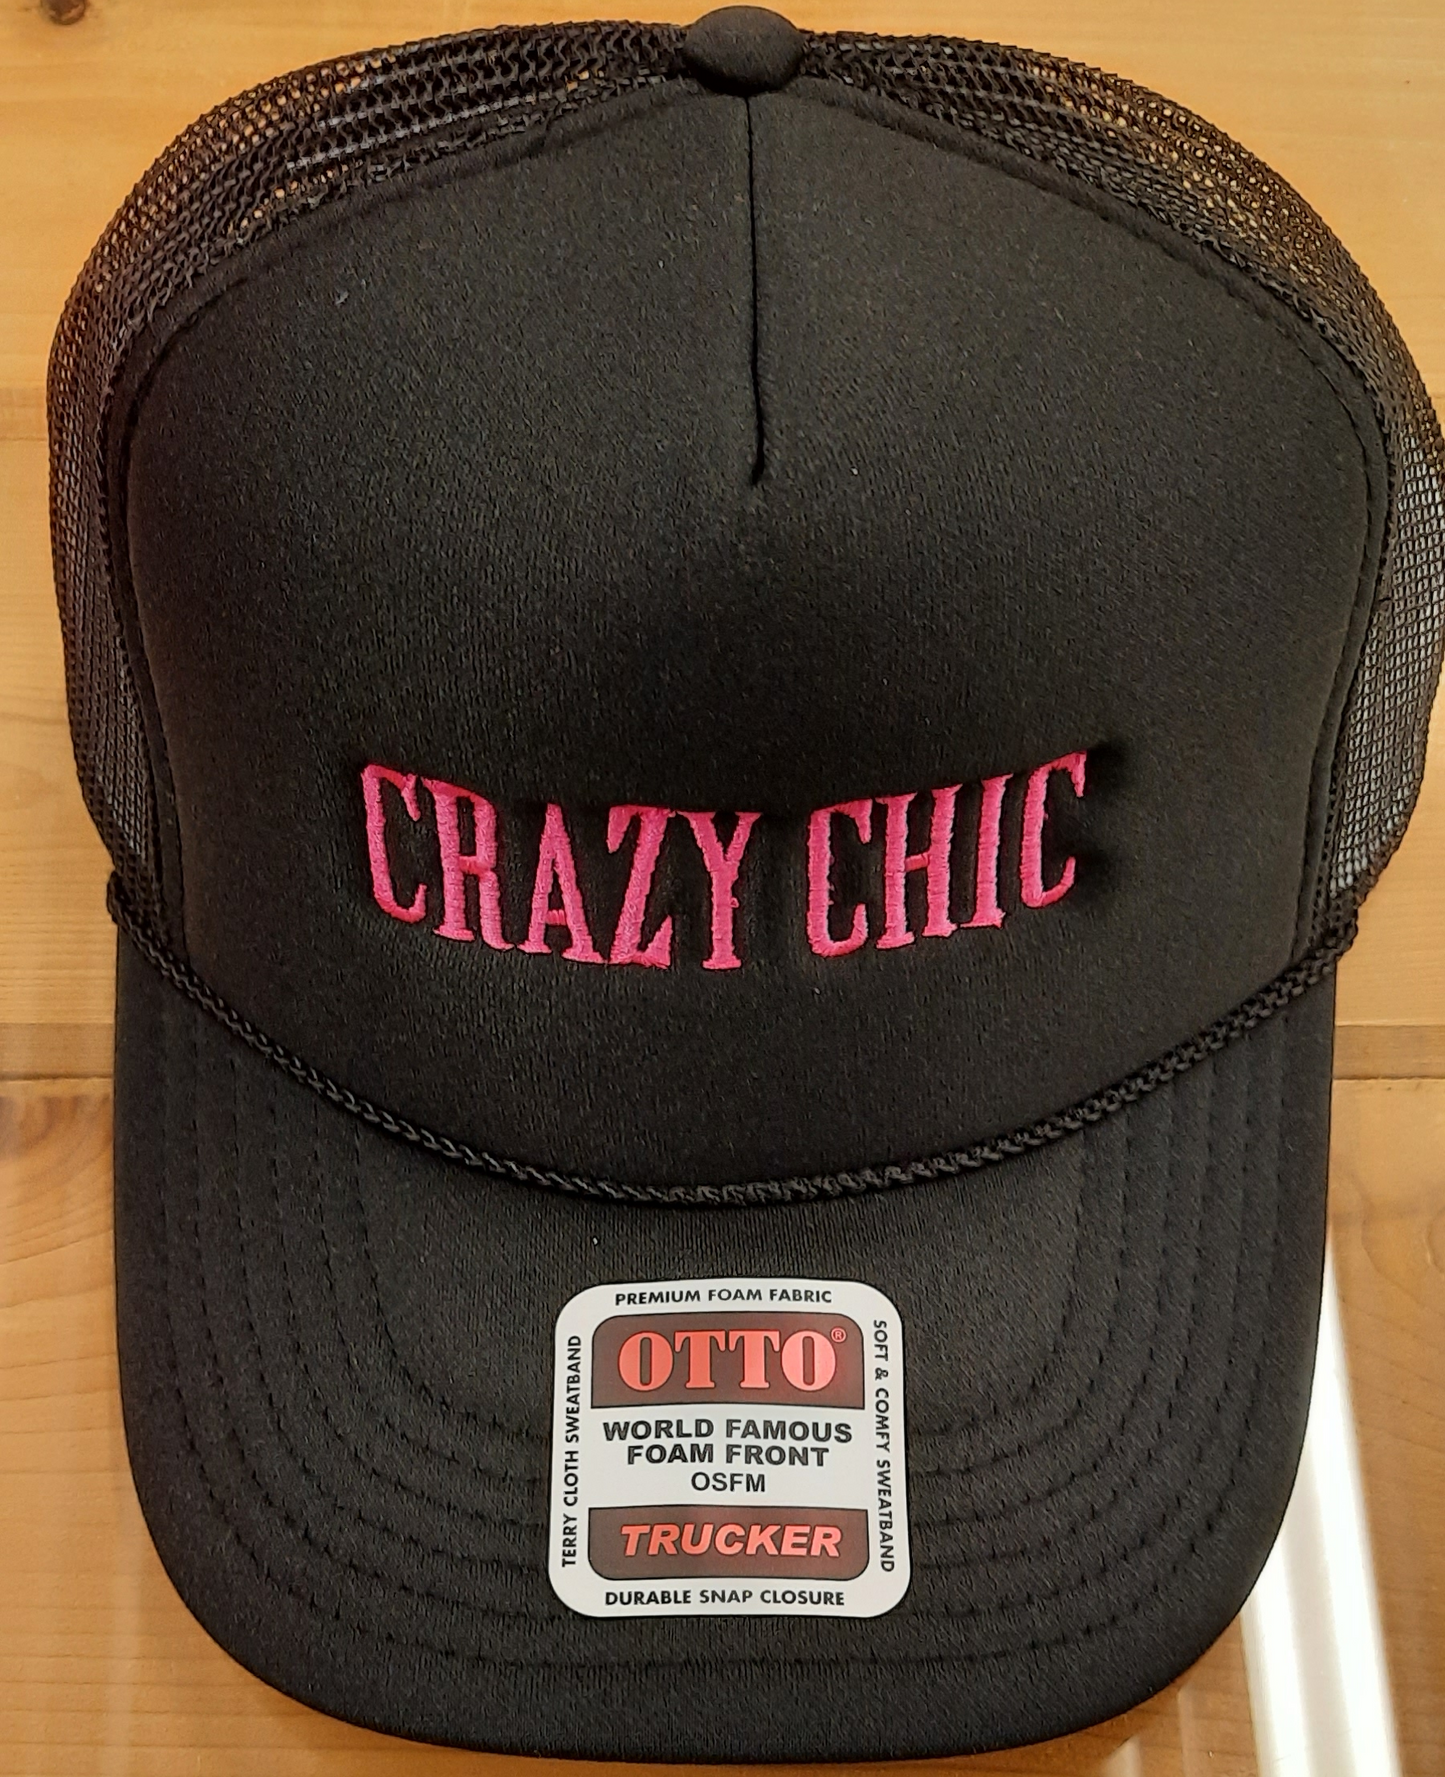 CRAZY CHIC
PREMIUM FOAM FABRIC
OTTO®
WORLD FAMOUS
FOAM FRONT
OSFM
TRUCKER
DURABLE SNAP CLOSURE
TERRY CLOTH SWEATBAND
SOFT & COMFY SWEATBAND